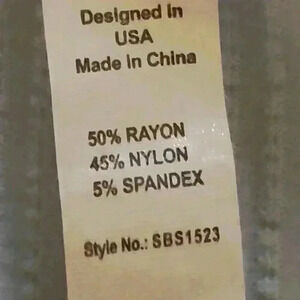 Designed in
USA
Made in China
50% RAYON
45% NYLON
5% SPANDEX
Style No.: SBS1523